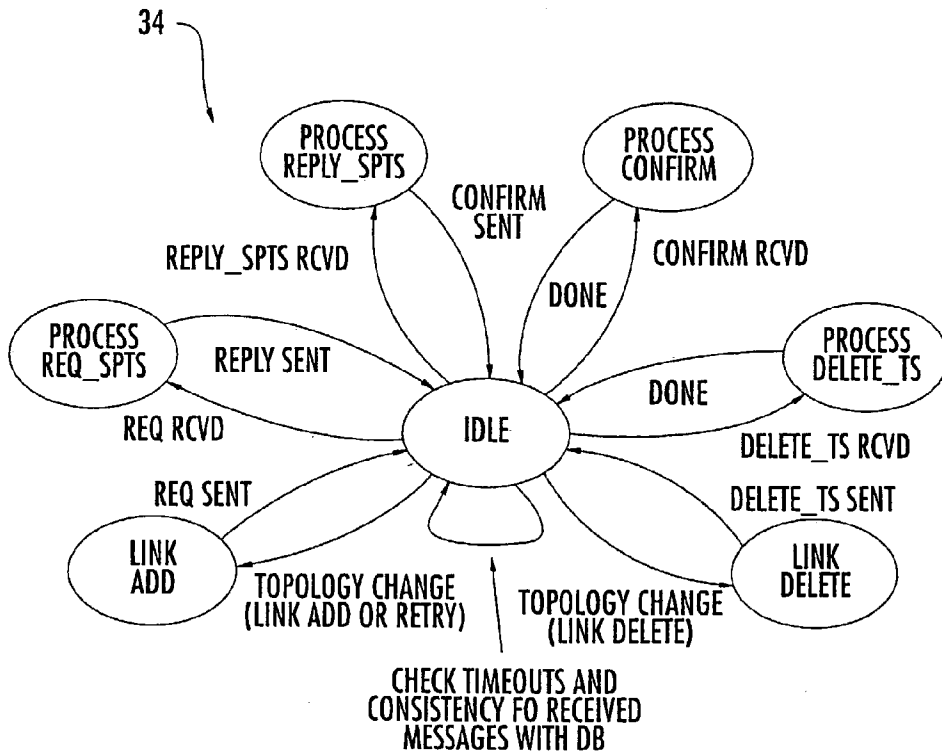 34
PROCESS
REPLY_SPTS
PROCESS
CONFIRM
CONFIRM
SENT
REPLY_SPTS RCVD
CONFIRM RCVD
DONE
PROCESS
REQ_SPTS
REPLY SENT
PROCESS
DELETE_TS
DONE
IDLE
REQ RCVD
DELETE_TS RCVD
REQ SENT
DELETE_TS SENT
LINK
ADD
LINK
DELETE
TOPOLOGY CHANGE
(LINK ADD OR RETRY)
TOPOLOGY CHANGE
(LINK DELETE)
CHECK TIMEOUTS AND
CONSISTENCY FO RECEIVED
MESSAGES WITH DB